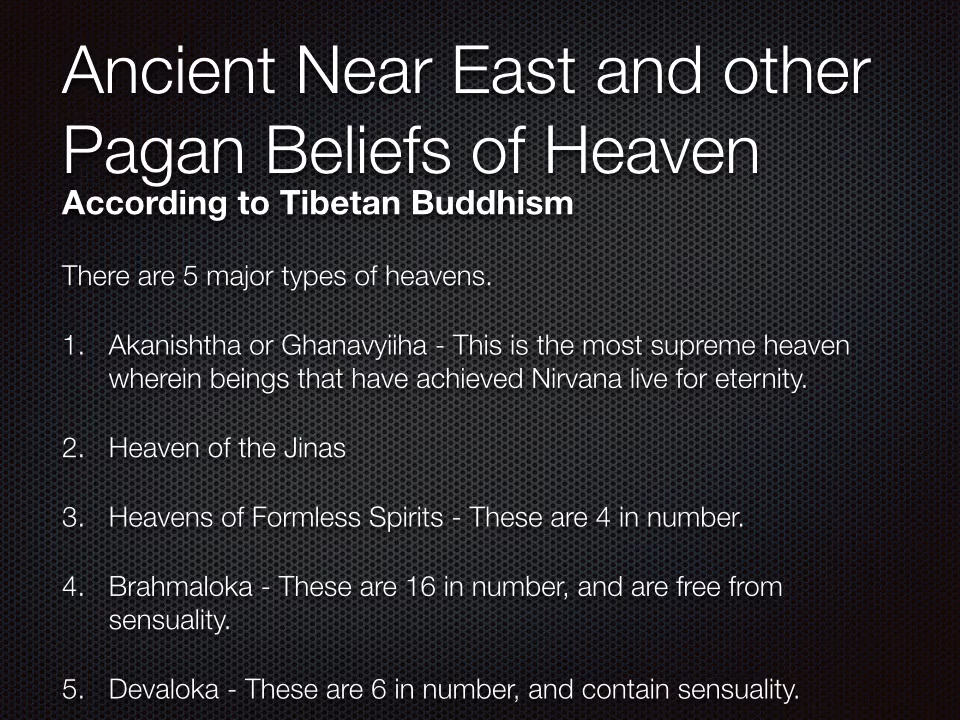 Ancient Near East and other
Pagan Beliefs of Heaven
According to Tibetan Buddhism
There are 5 major types of heavens.
1. Akanishtha or Ghanavyiiha - This is the most supreme heaven
wherein beings that have achieved Nirvana live for eternity.
2. Heaven of the Jinas
3. Heavens of Formless Spirits - These are 4 in number.
4. Brahmaloka - These are 16 in number, and are free from
sensuality.
5. Devaloka - These are 6 in number, and contain sensuality.